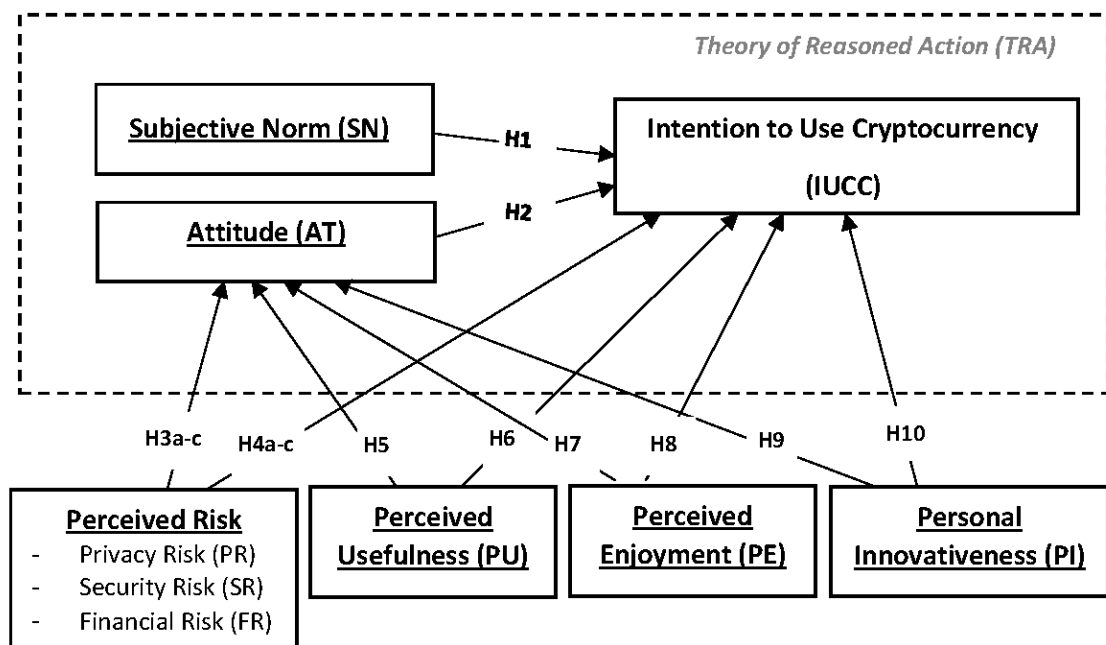 Theory of Reasoned Action (TRA)
Subjective Norm (SN)
H1
Intention to Use Cryptocurrency
(IUCC)
Attitude (AT)
H2
H3a-c
H4a-c
H5
H6
H7
H8
H9
H10
Perceived Risk
- Privacy Risk (PR)
- Security Risk (SR)
- Financial Risk (FR)
Perceived
Usefulness (PU)
Perceived
Enjoyment (PE)
Personal
Innovativeness (PI)